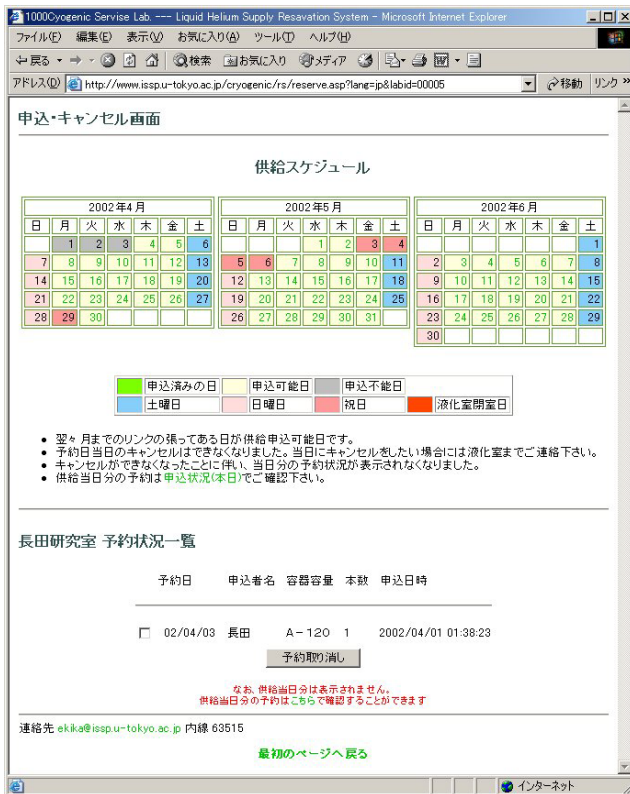 1000Cyogenic Servise Lab. --- Liquid Helium Supply Resavation System - Microsoft Internet Explorer
ファイル(F) 編集(E) 表示(V) お気に入り(A) ツール(T) ヘルプ(H)
戻る 検索 お気に入り メディア
アドレス(D) http://www.issp.u-tokyo.ac.jp/cryogenic/rs/reserve.asp?lang=jp&labid=00005 移動 リンク »
申込・キャンセル画面
供給スケジュール
2002年4月 2002年5月 2002年6月
日 月 火 水 木 金 土 日 月 火 水 木 金 土 日 月 火 水 木 金 土
1 2 3 4 5 6 1 2 3 4 1
7 8 9 10 11 12 13 5 6 7 8 9 10 11 2 3 4 5 6 7 8
14 15 16 17 18 19 20 12 13 14 15 16 17 18 9 10 11 12 13 14 15
21 22 23 24 25 26 27 19 20 21 22 23 24 25 16 17 18 19 20 21 22
28 29 30 26 27 28 29 30 31 23 24 25 26 27 28 29
30
申込済みの日 申込可能日 申込不能日
土曜日 日曜日 祝日 液化室閉室日
• 翌々月までのリンクの張ってある日が供給申込可能日です。
• 予約日当日のキャンセルはできなくなりました。当日にキャンセルをしたい場合には液化室までご連絡下さい。
• キャンセルができなくなったことに伴い、当日分の予約状況が表示されなくなりました。
• 供給当日分の予約は申込状況(本日)でご確認下さい。
長田研究室 予約状況一覧
予約日 申込者名 容器容量 本数 申込日時
02/04/03 長田 A－120 1 2002/04/01 01:38:23
予約取り消し
なお、供給当日分は表示されません。
供給当日分の予約はこちらで確認することができます
連絡先 ekika@issp.u-tokyo.ac.jp 内線 63515
最初のページへ戻る
インターネット